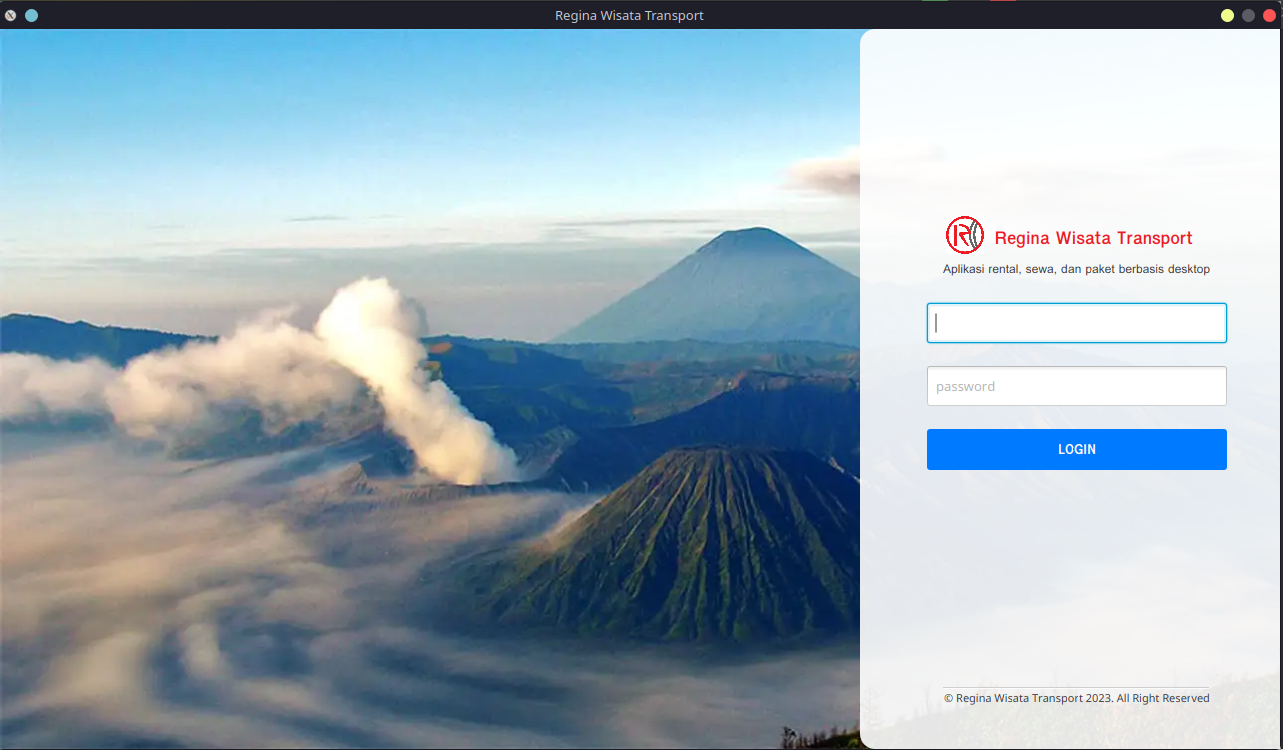 Regina Wisata Transport
Regina Wisata Transport
Aplikasi rental, sewa, dan paket berbasis desktop
password
LOGIN
© Regina Wisata Transport 2023. All Right Reserved